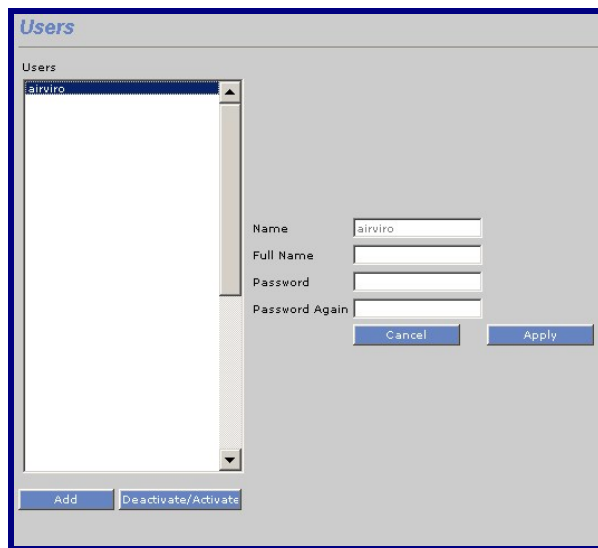 Users
Users
airviro
Name airviro
Full Name
Password
Password Again
Cancel Apply
Add Deactivate/Activate